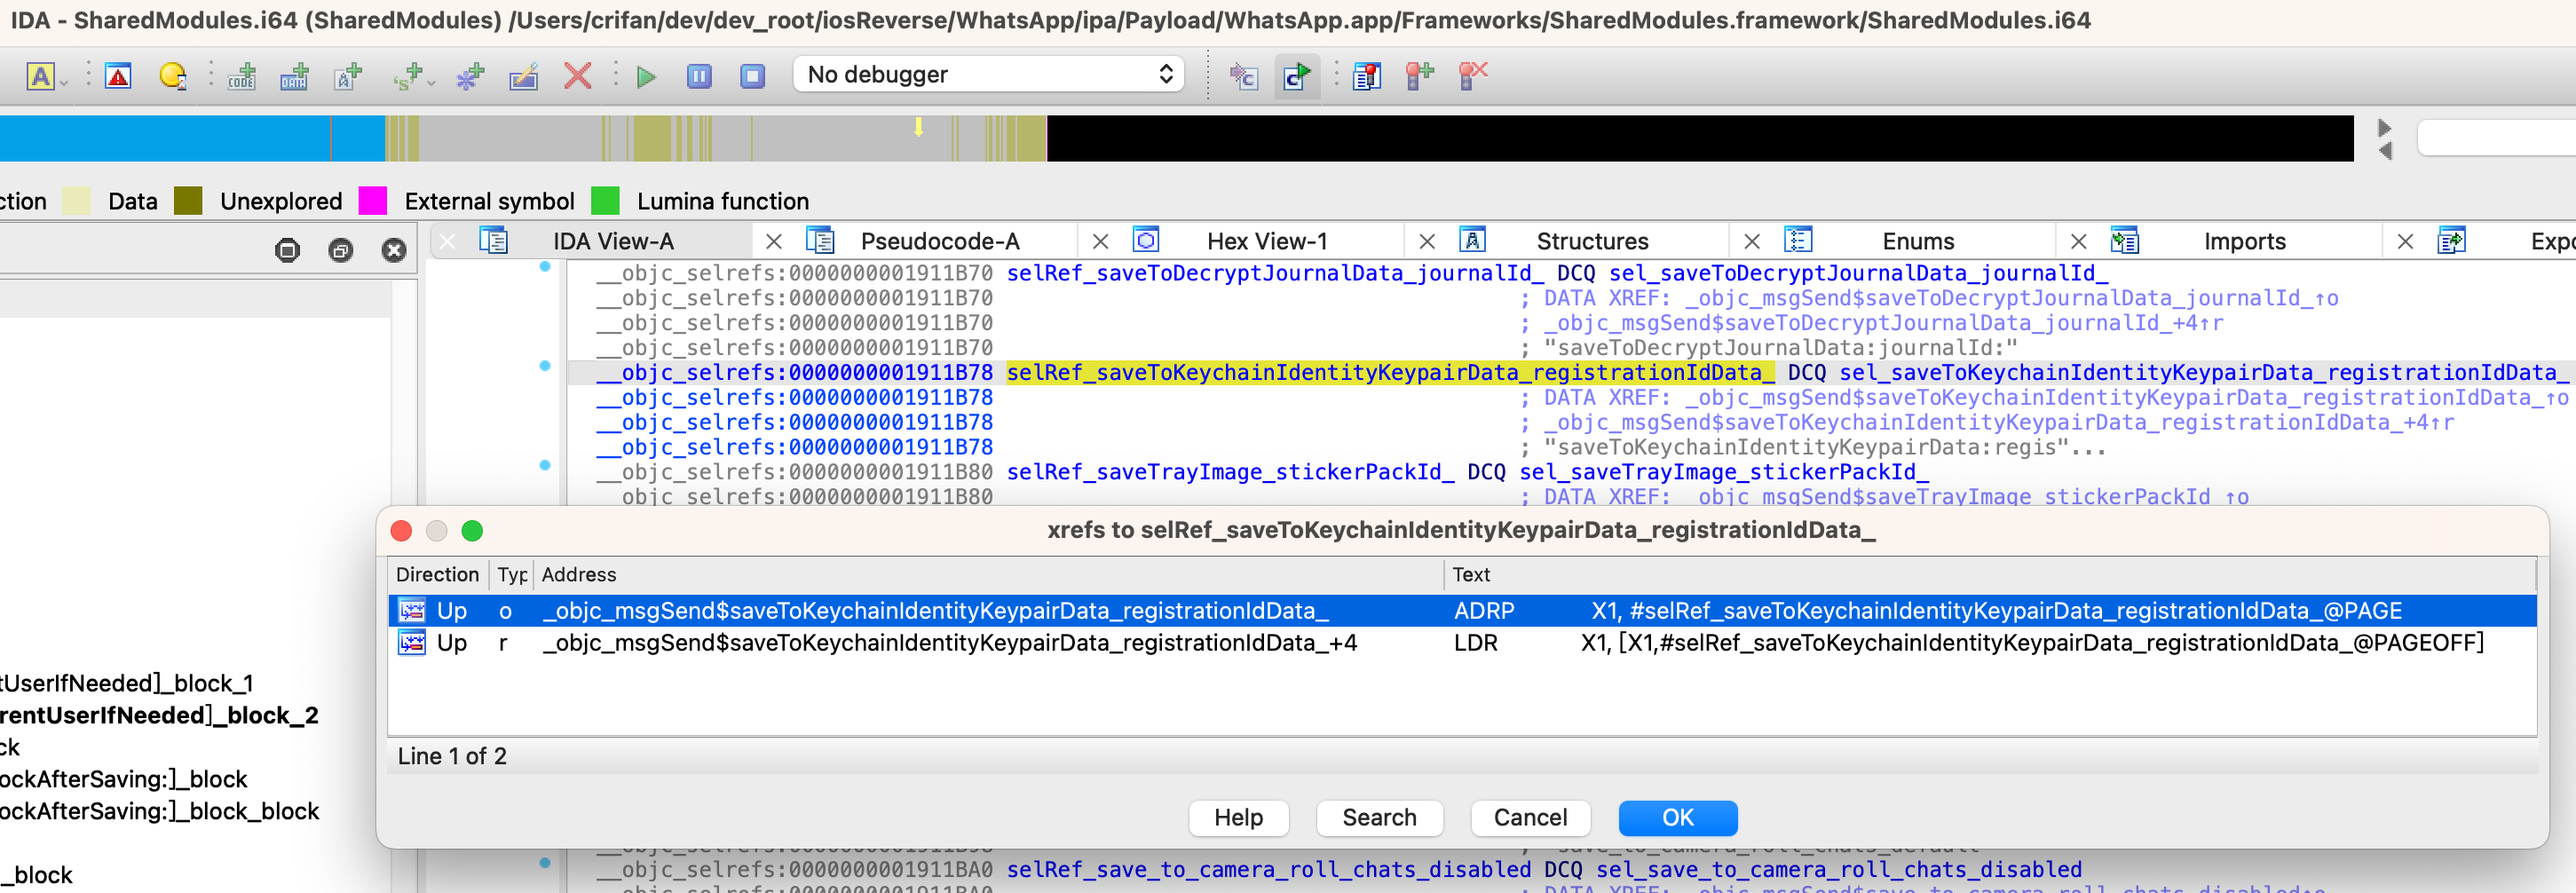 IDA - SharedModules.i64 (SharedModules) /Users/crifan/dev/dev_root/iosReverse/WhatsApp/ipa/Payload/WhatsApp.app/Frameworks/SharedModules.framework/SharedModules.i64
No debugger
ction Data Unexplored External symbol Lumina function
IDA View-A Pseudocode-A Hex View-1 Structures Enums Imports Expo
__objc_selrefs:0000000001911B70 selRef_saveToDecryptJournalData_journalId_ DCQ sel_saveToDecryptJournalData_journalId_
__objc_selrefs:0000000001911B70 ; DATA XREF: _objc_msgSend$saveToDecryptJournalData_journalId_↑o
__objc_selrefs:0000000001911B70 ; _objc_msgSend$saveToDecryptJournalData_journalId_+4↑r
__objc_selrefs:0000000001911B70 ; "saveToDecryptJournalData:journalId:"
__objc_selrefs:0000000001911B78 selRef_saveToKeychainIdentityKeypairData_registrationIdData_ DCQ sel_saveToKeychainIdentityKeypairData_registrationIdData_
__objc_selrefs:0000000001911B78 ; DATA XREF: _objc_msgSend$saveToKeychainIdentityKeypairData_registrationIdData_↑o
__objc_selrefs:0000000001911B78 ; _objc_msgSend$saveToKeychainIdentityKeypairData_registrationIdData_+4↑r
__objc_selrefs:0000000001911B78 ; "saveToKeychainIdentityKeypairData:regis"...
__objc_selrefs:0000000001911B80 selRef_saveTrayImage_stickerPackId_ DCQ sel_saveTrayImage_stickerPackId_
__objc_selrefs:0000000001911B80 ; DATA XREF: _objc_msgSend$saveTrayImage_stickerPackId_↑o
xrefs to selRef_saveToKeychainIdentityKeypairData_registrationIdData_
Direction Typ Address Text
Up o _objc_msgSend$saveToKeychainIdentityKeypairData_registrationIdData_ ADRP X1, #selRef_saveToKeychainIdentityKeypairData_registrationIdData_@PAGE
Up r _objc_msgSend$saveToKeychainIdentityKeypairData_registrationIdData_+4 LDR X1, [X1,#selRef_saveToKeychainIdentityKeypairData_registrationIdData_@PAGEOFF]
Line 1 of 2
Help Search Cancel OK
tUserIfNeeded]_block_1
rentUserIfNeeded]_block_2
ck
ockAfterSaving:]_block
ockAfterSaving:]_block_block
_block
__objc_selrefs:0000000001911BA0 selRef_save_to_camera_roll_chats_disabled DCQ sel_save_to_camera_roll_chats_disabled